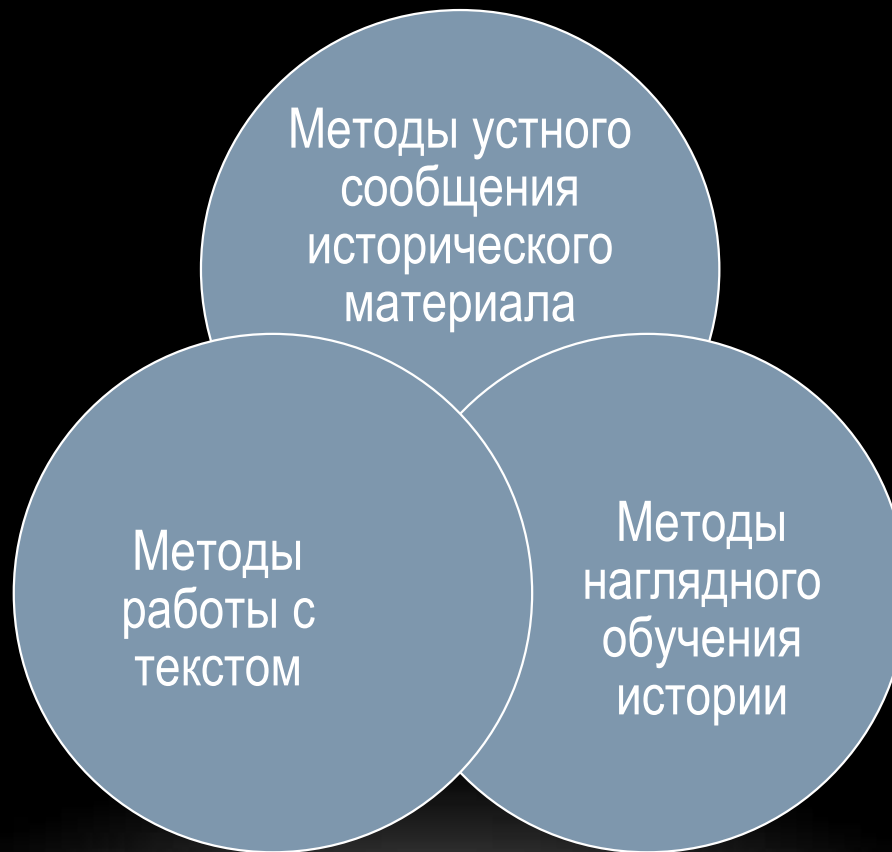 Методы устного
сообщения
исторического
материала
Методы
работы с
текстом
Методы
наглядного
обучения
истории